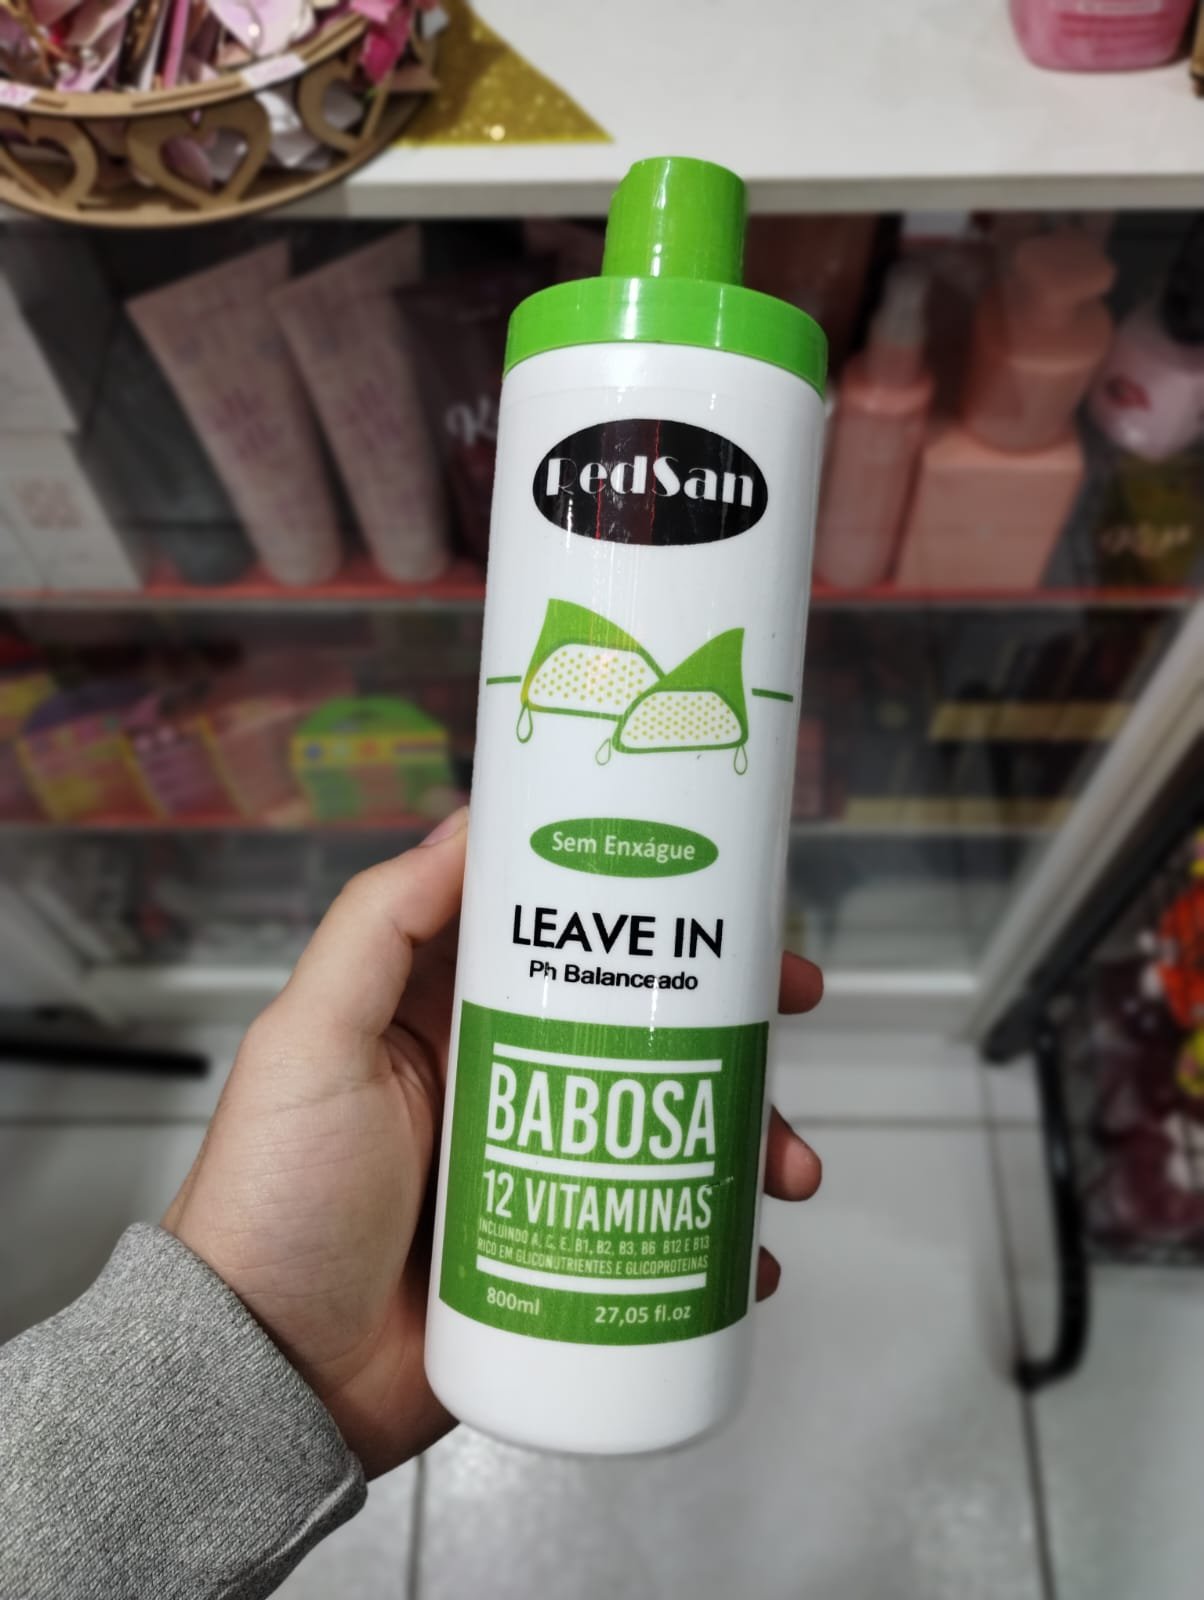 RedSan
Sem Enxágue
LEAVE IN
Ph Balanceado
BABOSA
12 VITAMINAS
INCLUINDO A, C, E, B1, B2, B3, B6 B12 E B13
RICO EM GLICONUTRIENTES E GLICOPROTEINAS
800ml 27,05 fl.oz